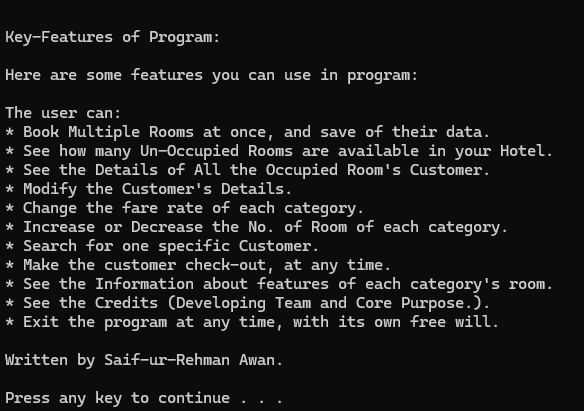 Key-Features of Program:
Here are some features you can use in program:
The user can:
* Book Multiple Rooms at once, and save of their data.
* See how many Un-Occupied Rooms are available in your Hotel.
* See the Details of All the Occupied Room's Customer.
* Modify the Customer's Details.
* Change the fare rate of each category.
* Increase or Decrease the No. of Room of each category.
* Search for one specific Customer.
* Make the customer check-out, at any time.
* See the Information about features of each category's room.
* See the Credits (Developing Team and Core Purpose.).
* Exit the program at any time, with its own free will.
Written by Saif-ur-Rehman Awan.
Press any key to continue . . .